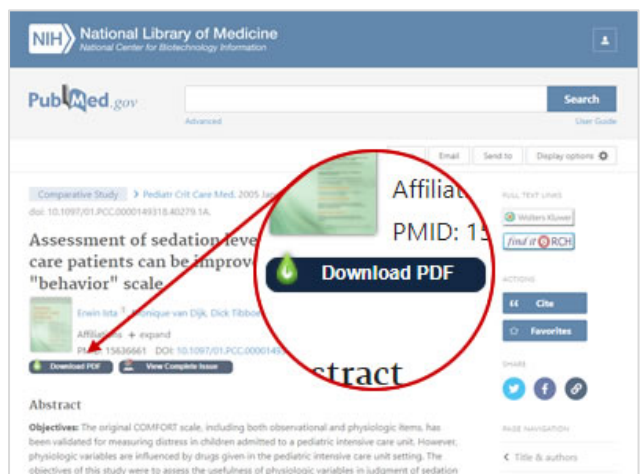 NIH National Library of Medicine
National Center for Biotechnology Information
PubMed.gov
Search
Advanced
User Guide
Email Send to Display options
Comparative Study > Pediatr Crit Care Med. 2005 Jan
doi: 10.1097/01.PCC.0000149318.40279.1A.
Assessment of sedation leve
care patients can be improv
"behavior" scale
Erwin Ista 1, Monique van Dijk, Dick Tibboe
Affiliations + expand
PMID: 15636661 DOI: 10.1097/01.PCC.00001493
Download PDF View Complete Issue
Affiliat
PMID: 15
Download PDF
stract
Abstract
Objectives: The original COMFORT scale, including both observational and physiologic items, has
been validated for measuring distress in children admitted to a pediatric intensive care unit. However,
physiologic variables are influenced by drugs given in the pediatric intensive care unit setting. The
objectives of this study were to assess the usefulness of physiologic variables in judgment of sedation
FULL TEXT LINKS
Wolters Kluwer
find it @ RCH
ACTIONS
Cite
Favorites
SHARE
PAGE NAVIGATION
< Title & authors